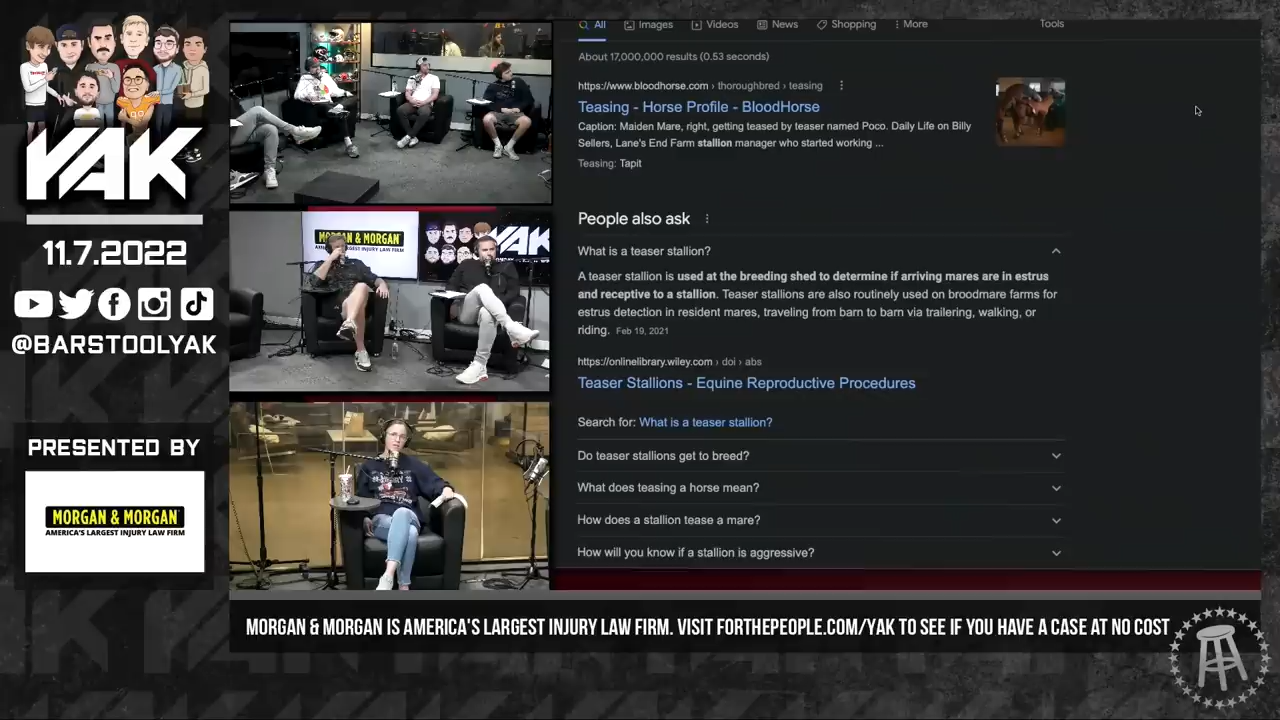 YAK
11.7.2022
@BARSTOOLYAK
PRESENTED BY
MORGAN & MORGAN
AMERICA'S LARGEST INJURY LAW FIRM
MORGAN & MORGAN
AMERICA'S LARGEST INJURY LAW FIRM
YAK
All Images Videos News Shopping More Tools
About 17,000,000 results (0.53 seconds)
https://www.bloodhorse.com › thoroughbred › teasing
Teasing - Horse Profile - BloodHorse
Caption: Maiden Mare, right, getting teased by teaser named Poco. Daily Life on Billy
Sellers, Lane's End Farm stallion manager who started working ...
Teasing: Tapit
People also ask
What is a teaser stallion?
A teaser stallion is used at the breeding shed to determine if arriving mares are in estrus
and receptive to a stallion. Teaser stallions are also routinely used on broodmare farms for
estrus detection in resident mares, traveling from barn to barn via trailering, walking, or
riding. Feb 19, 2021
https://onlinelibrary.wiley.com › doi › abs
Teaser Stallions - Equine Reproductive Procedures
Search for: What is a teaser stallion?
Do teaser stallions get to breed?
What does teasing a horse mean?
How does a stallion tease a mare?
How will you know if a stallion is aggressive?
MORGAN & MORGAN IS AMERICA'S LARGEST INJURY LAW FIRM. VISIT FORTHEPEOPLE.COM/YAK TO SEE IF YOU HAVE A CASE AT NO COST